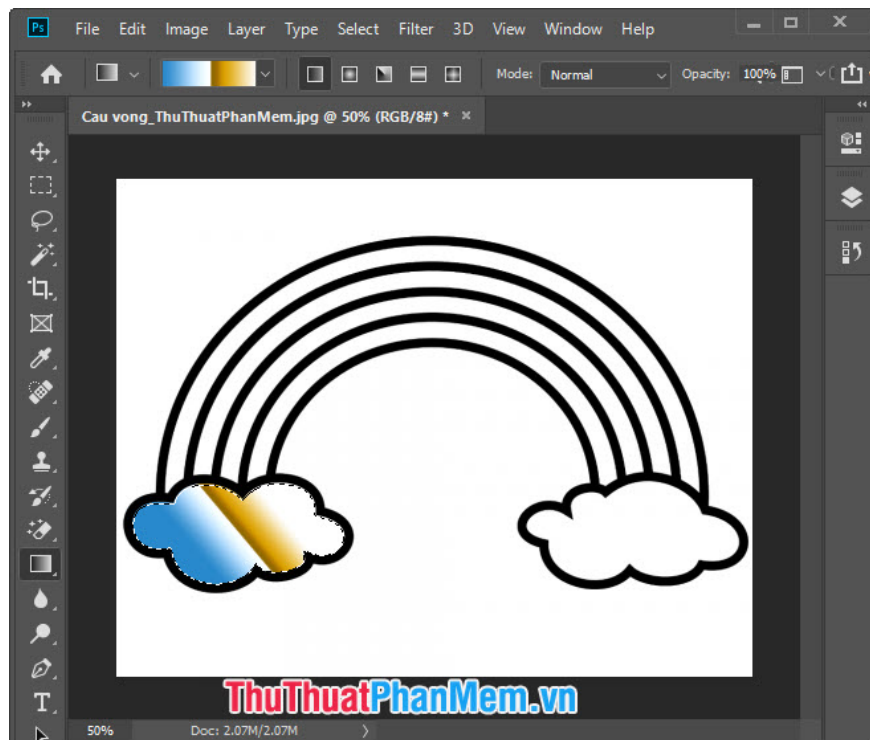 Ps File Edit Image Layer Type Select Filter 3D View Window Help
Mode: Normal Opacity: 100%
Cau vong_ThuThuatPhanMem.jpg @ 50% (RGB/8#) * ×
T
ThuThuatPhanMem.vn
50% Doc: 2.07M/2.07M